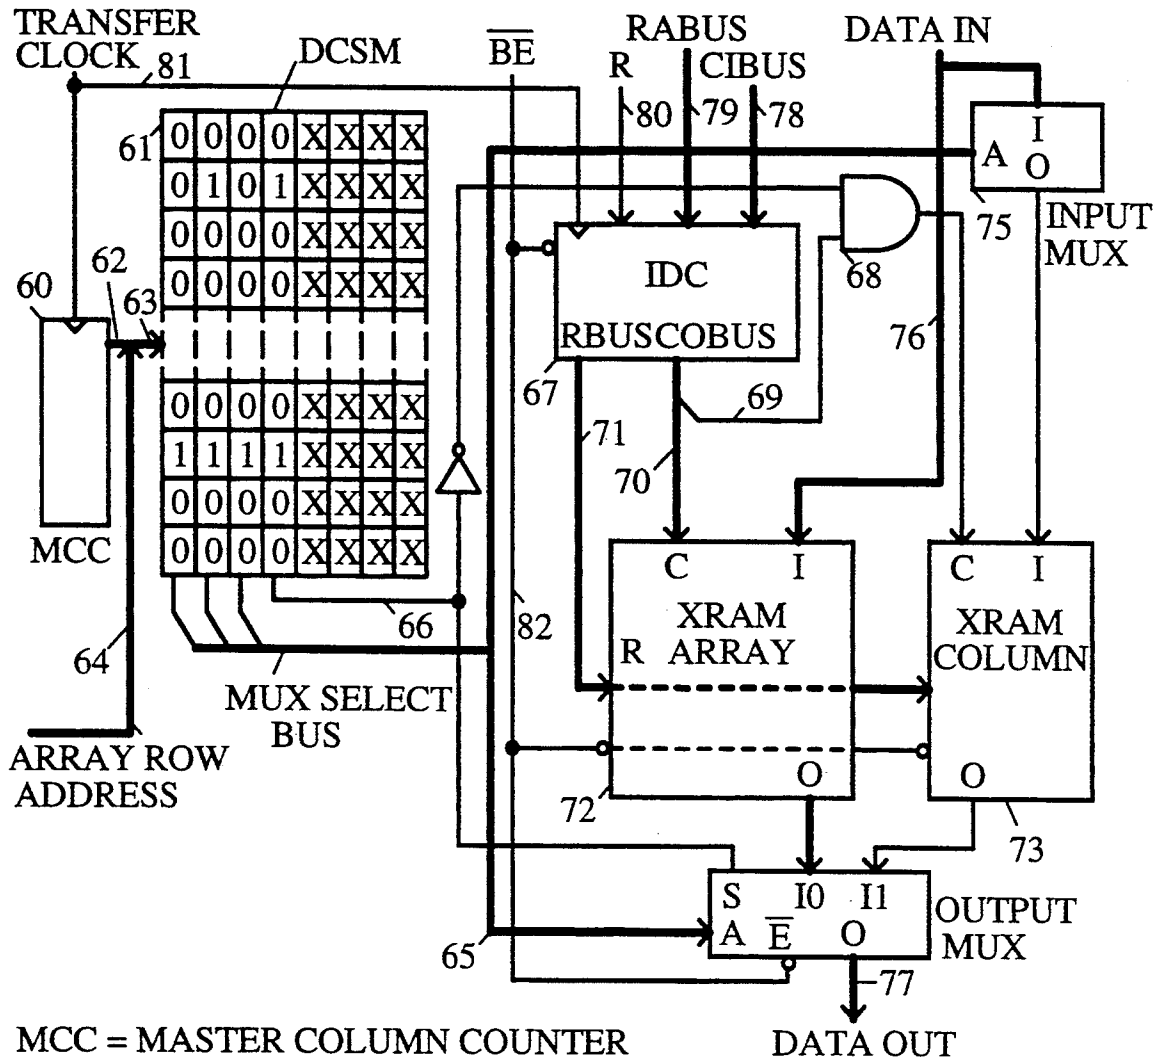 TRANSFER
CLOCK
81
DCSM
BE
RABUS
R
CIBUS
DATA IN
80
79
78
61
0 0 0 0 X X X X
0 1 0 1 X X X X
0 0 0 0 X X X X
0 0 0 0 X X X X
0 0 0 0 X X X X
1 1 1 1 X X X X
0 0 0 0 X X X X
0 0 0 0 X X X X
I
A O
75
INPUT
MUX
68
60
62
63
IDC
RBUS COBUS
67
69
76
71
70
MCC
66
82
64
MUX SELECT
BUS
ARRAY ROW
ADDRESS
C I
XRAM
R ARRAY
O
72
C I
XRAM
COLUMN
O
73
S I0 I1
A E O
OUTPUT
MUX
65
77
DATA OUT
MCC = MASTER COLUMN COUNTER